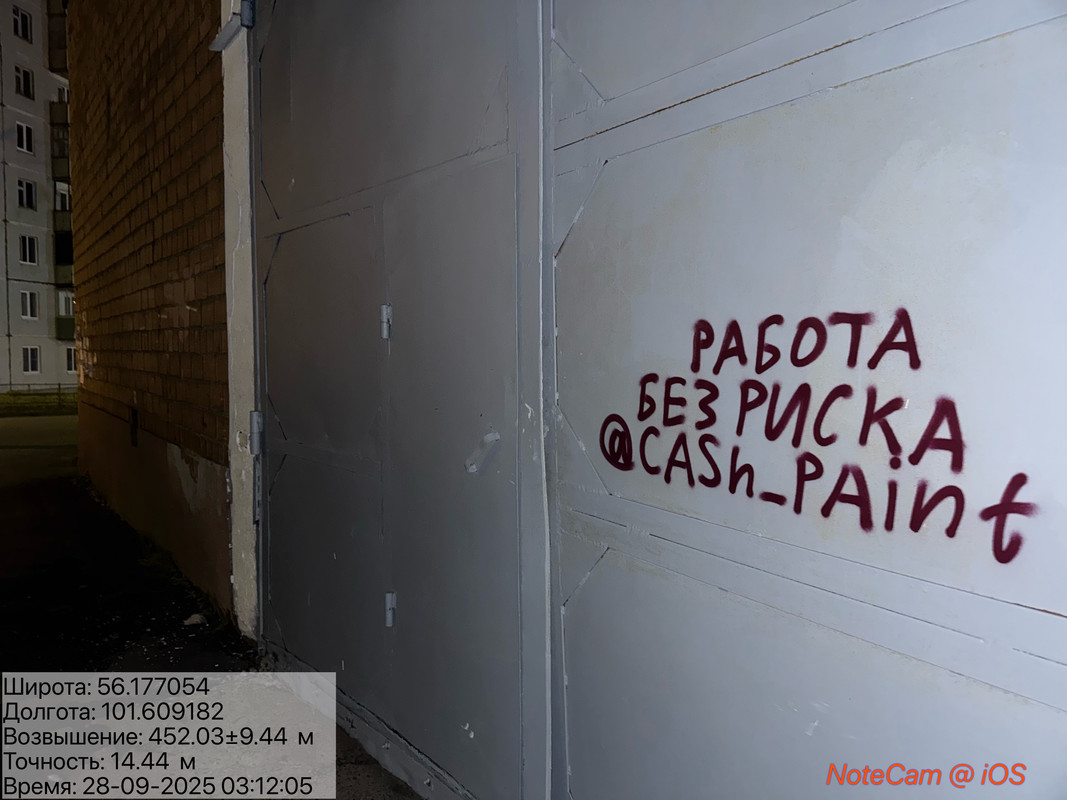 РАБОТА
БЕЗ РИСКА
@CASh_PAint
Широта: 56.177054
Долгота: 101.609182
Возвышение: 452.03±9.44 м
Точность: 14.44 м
Время: 28-09-2025 03:12:05
NoteCam @ iOS